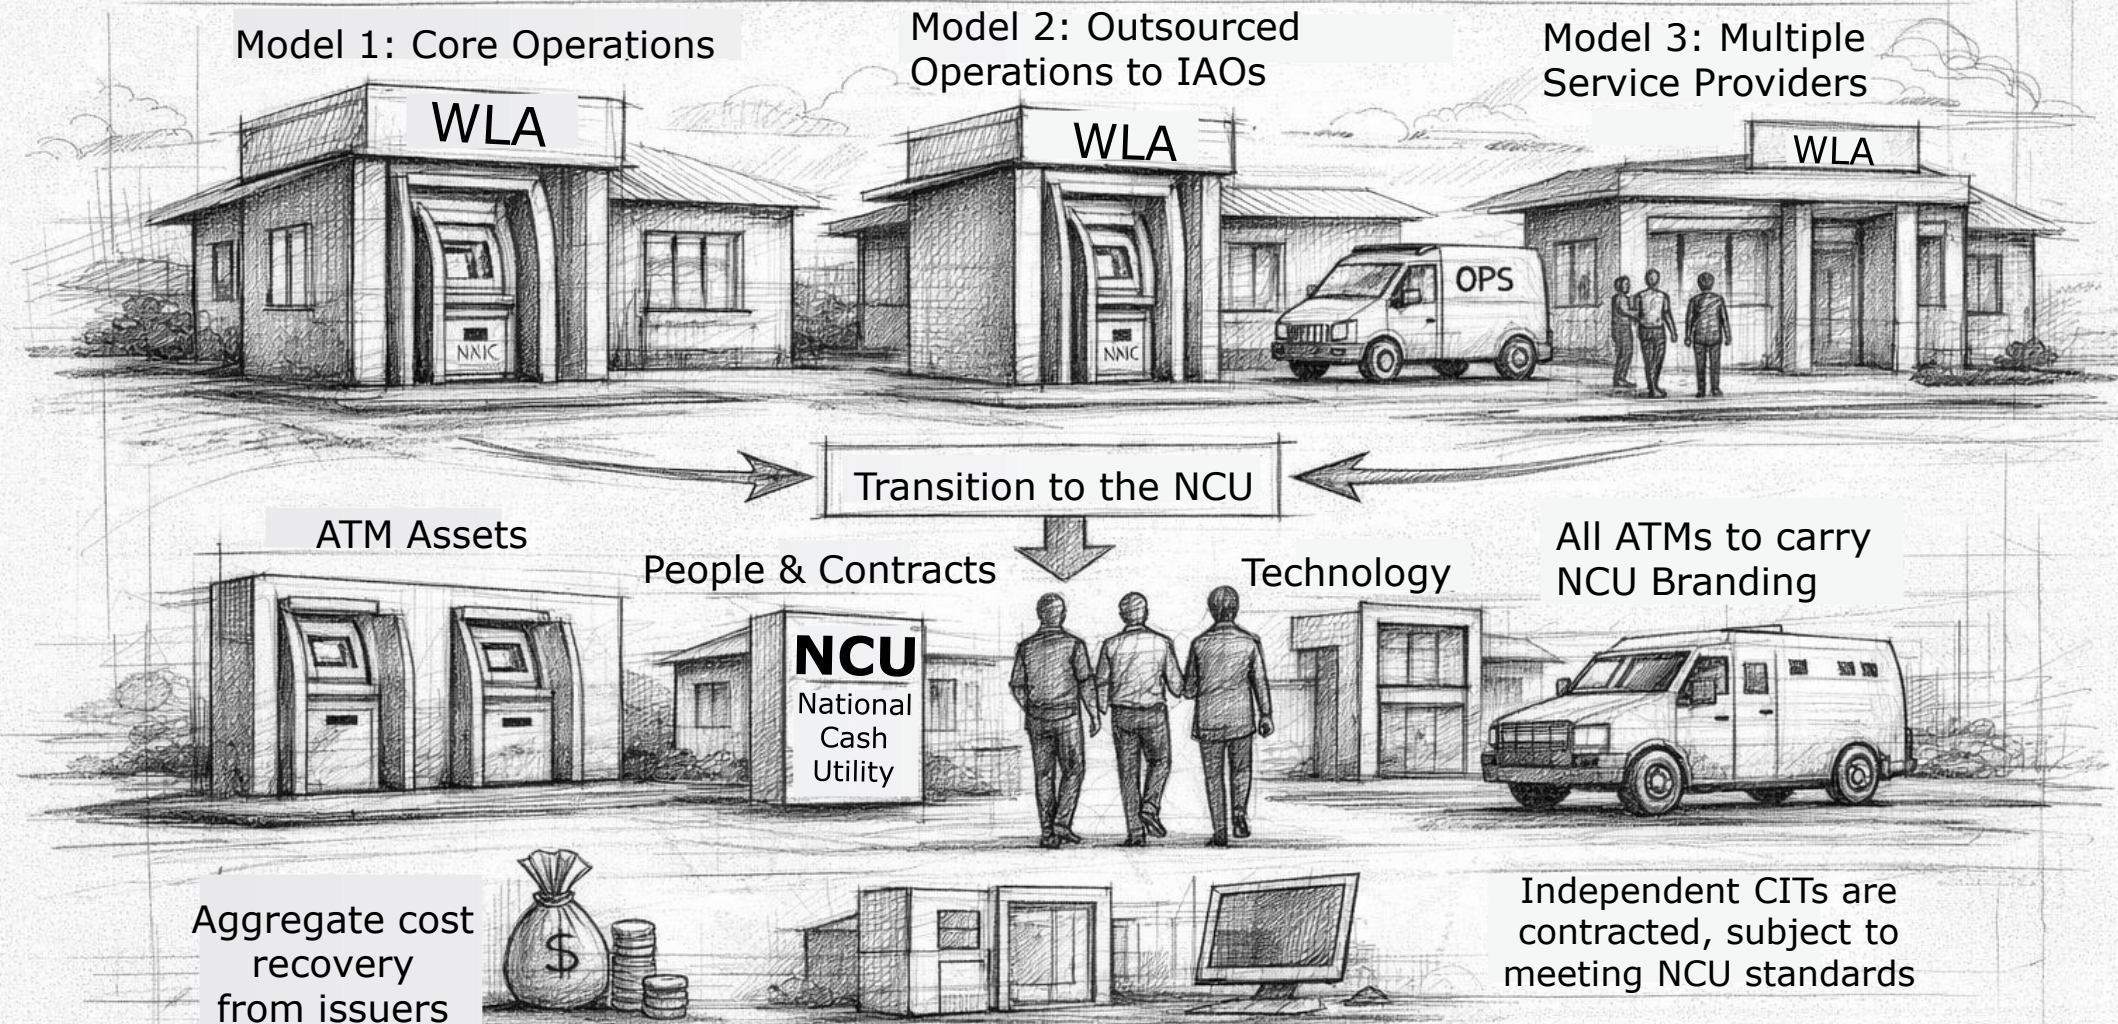 Model 1: Core Operations
Model 2: Outsourced
Operations to IAOs
Model 3: Multiple
Service Providers
WLA
WLA
WLA
OPS
Transition to the NCU
ATM Assets
People & Contracts
Technology
All ATMs to carry
NCU Branding
NCU
National
Cash
Utility
Aggregate cost
recovery
from issuers
$
Independent CITs are
contracted, subject to
meeting NCU standards